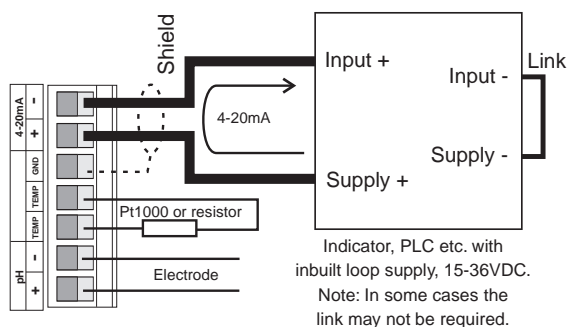 Shield
Input +
Input -
Link
4-20mA
Supply -
Supply +
4-20mA
-
+
GND
TEMP
TEMP
pH
-
+
Pt1000 or resistor
Electrode
Indicator, PLC etc. with
inbuilt loop supply, 15-36VDC.
Note: In some cases the
link may not be required.